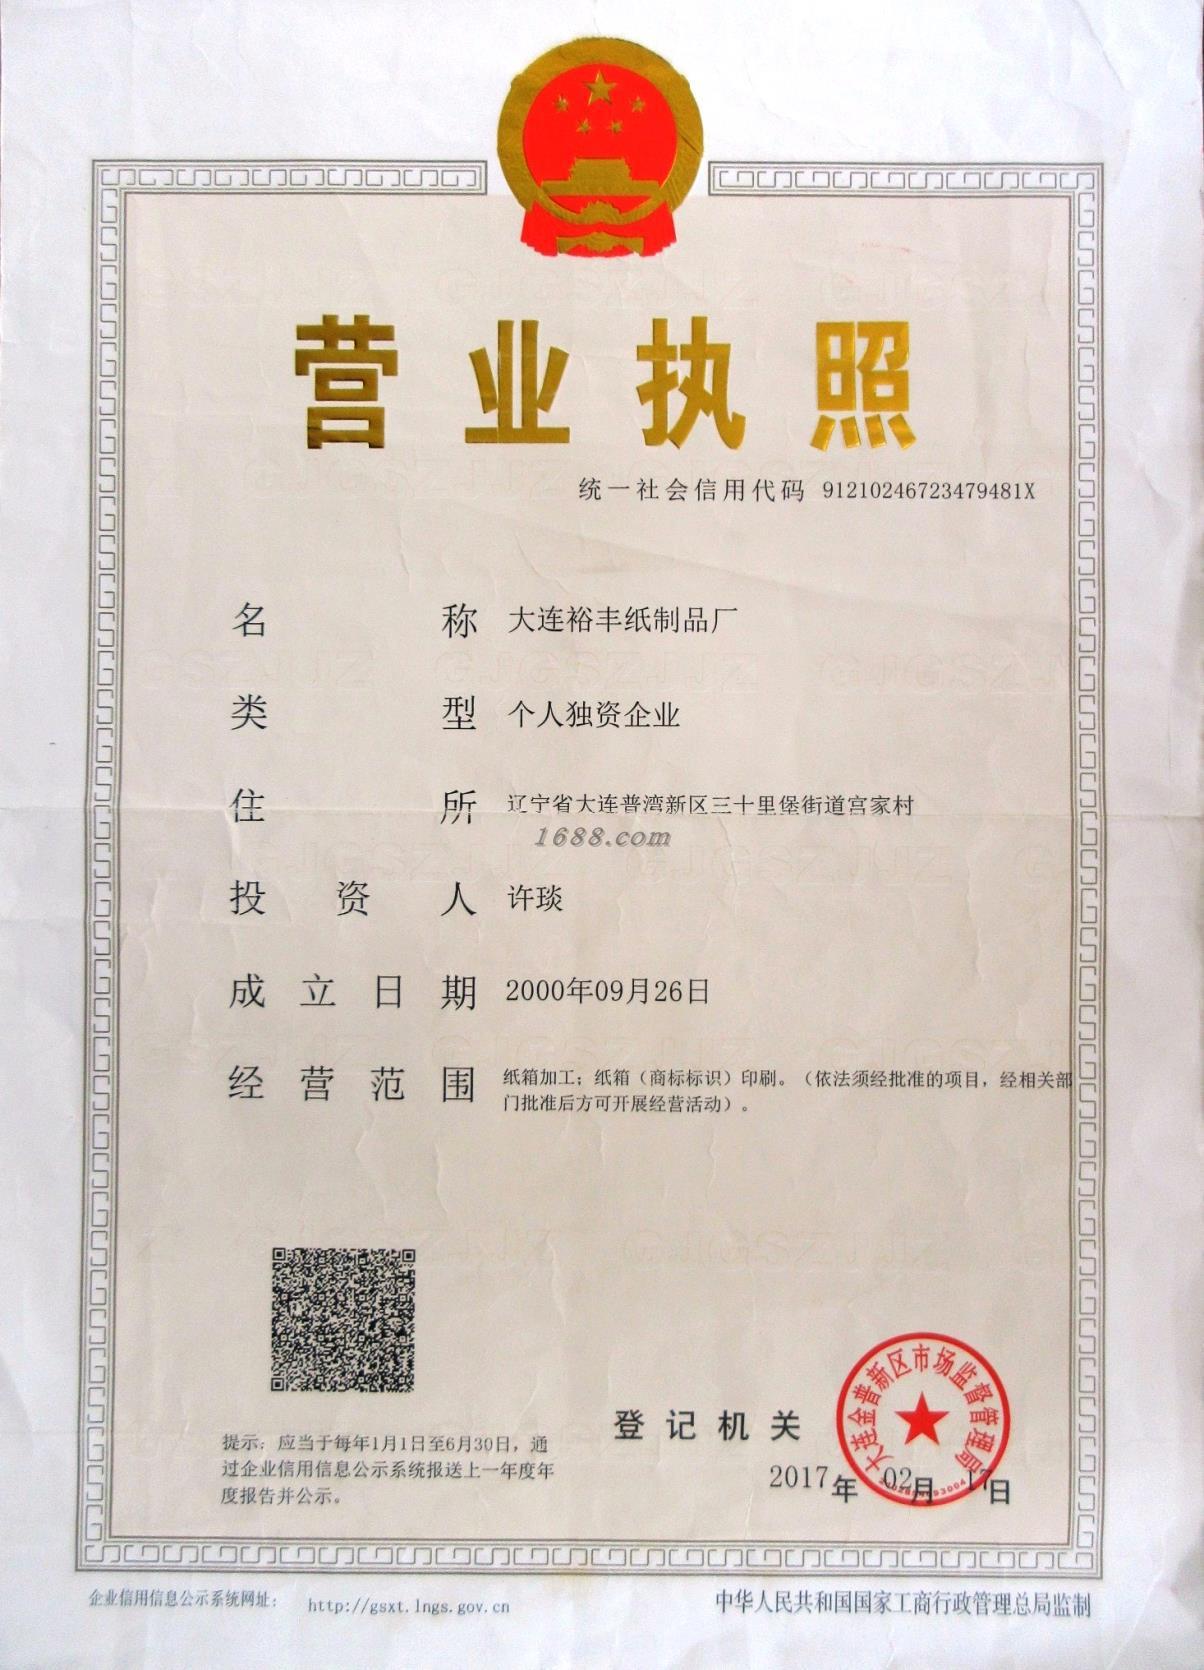 营业执照
统一社会信用代码 91210246723479481X
名称 大连裕丰纸制品厂
类型 个人独资企业
住所 辽宁省大连普湾新区三十里堡街道宫家村
1688.com
投资人 许琰
成立日期 2000年09月26日
经营范围 纸箱加工；纸箱（商标标识）印刷。（依法须经批准的项目，经相关部
门批准后方可开展经营活动）。
大连金普新区市场监督管理局
登记机关
2017年02月17日
提示：应当于每年1月1日至6月30日，通
过企业信用信息公示系统报送上一年度年
度报告并公示。
企业信用信息公示系统网址： http://gsxt.lngs.gov.cn
中华人民共和国国家工商行政管理总局监制